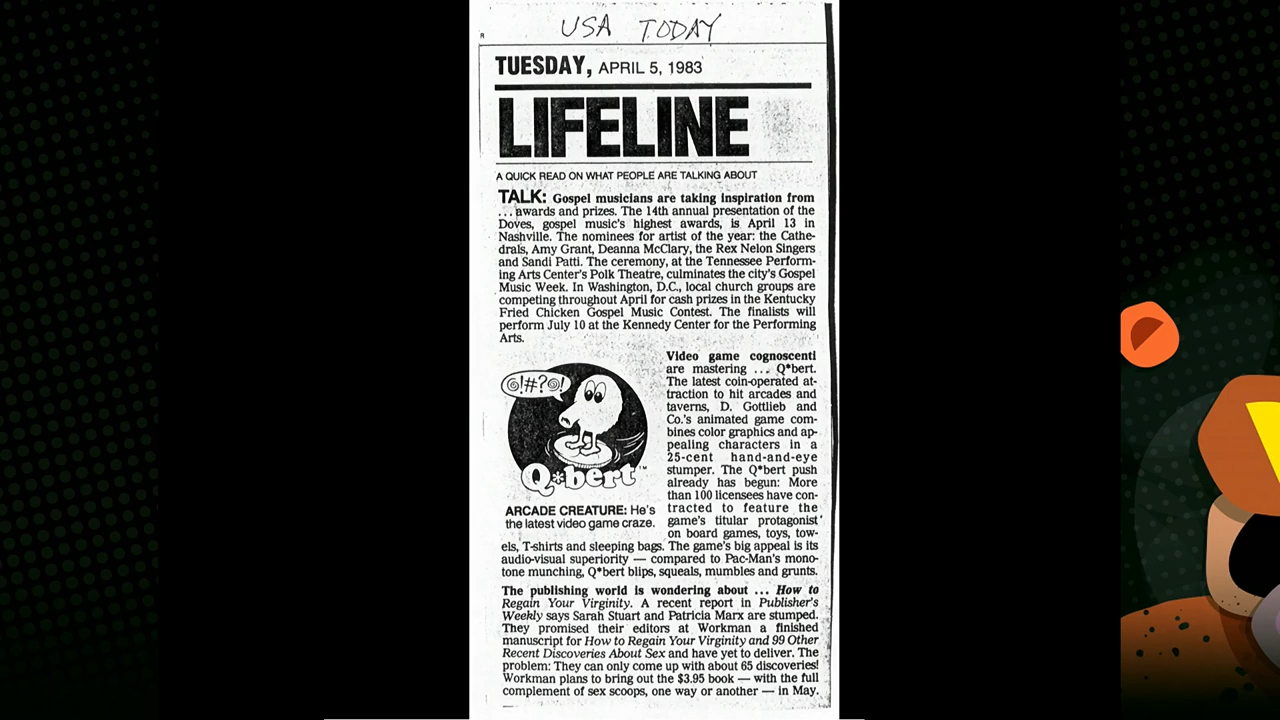 USA TODAY
R
TUESDAY, APRIL 5, 1983
LIFELINE
A QUICK READ ON WHAT PEOPLE ARE TALKING ABOUT
TALK: Gospel musicians are taking inspiration from
... awards and prizes. The 14th annual presentation of the
Doves, gospel music's highest awards, is April 13 in
Nashville. The nominees for artist of the year: the Cathe-
drals, Amy Grant, Deanna McClary, the Rex Nelon Singers
and Sandi Patti. The ceremony, at the Tennessee Perform-
ing Arts Center's Polk Theatre, culminates the city's Gospel
Music Week. In Washington, D.C., local church groups are
competing throughout April for cash prizes in the Kentucky
Fried Chicken Gospel Music Contest. The finalists will
perform July 10 at the Kennedy Center for the Performing
Arts.
@!#?@!
Q*bert™
ARCADE CREATURE: He's
the latest video game craze.
Video game cognoscenti
are mastering ... Q*bert.
The latest coin-operated at-
traction to hit arcades and
taverns, D. Gottlieb and
Co.'s animated game com-
bines color graphics and ap-
pealing characters in a
25-cent hand-and-eye
stumper. The Q*bert push
already has begun: More
than 100 licensees have con-
tracted to feature the
game's titular protagonist
on board games, toys, tow-
els, T-shirts and sleeping bags. The game's big appeal is its
audio-visual superiority — compared to Pac-Man's mono-
tone munching, Q*bert blips, squeals, mumbles and grunts.
The publishing world is wondering about ... How to
Regain Your Virginity. A recent report in Publisher's
Weekly says Sarah Stuart and Patricia Marx are stumped.
They promised their editors at Workman a finished
manuscript for How to Regain Your Virginity and 99 Other
Recent Discoveries About Sex and have yet to deliver. The
problem: They can only come up with about 65 discoveries!
Workman plans to bring out the $3.95 book — with the full
complement of sex scoops, one way or another — in May.